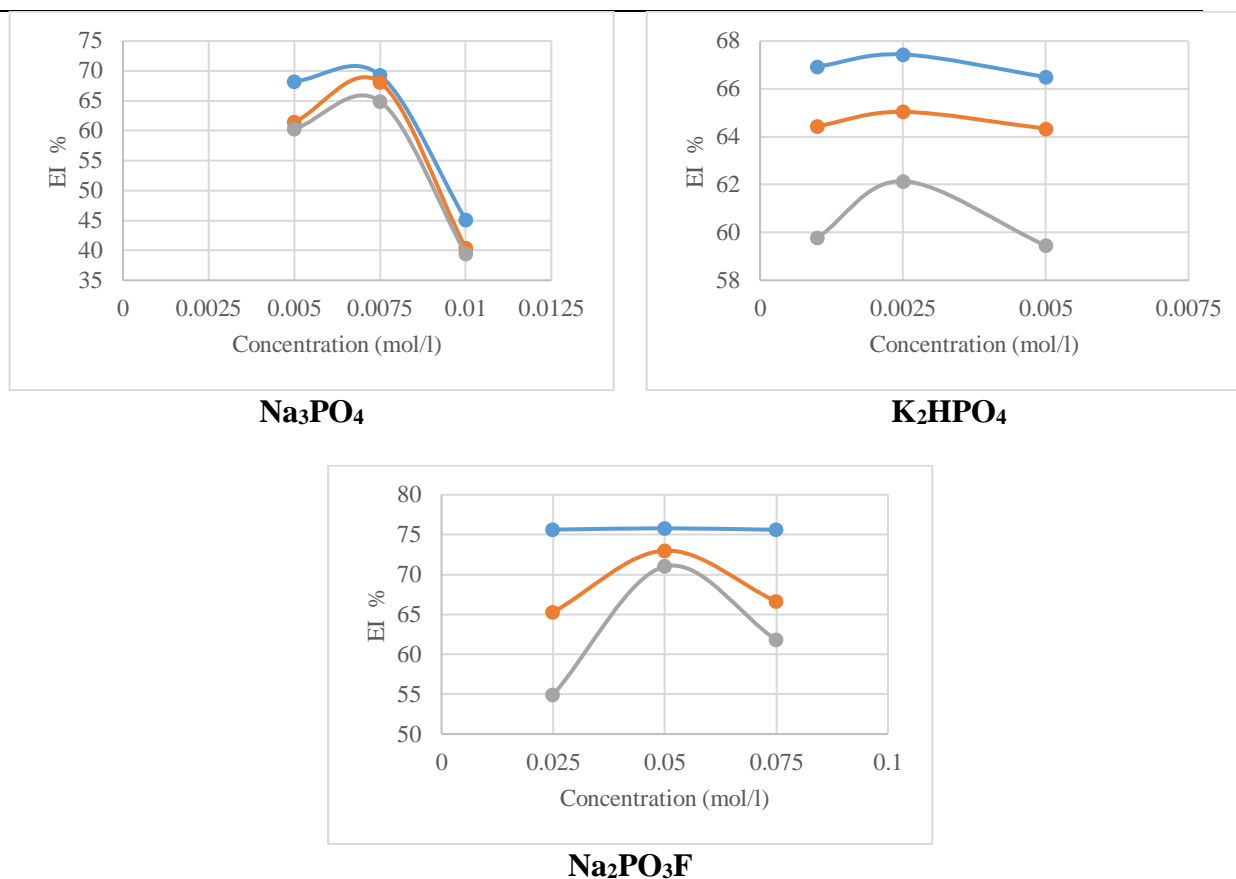 75
70
65
60
55
50
45
40
35
EI %
0 0.0025 0.005 0.0075 0.01 0.0125
Concentration (mol/l)
Na₃PO₄
68
66
64
62
60
58
EI %
0 0.0025 0.005 0.0075
Concentration (mol/l)
K₂HPO₄
80
75
70
65
60
55
50
EI %
0 0.025 0.05 0.075 0.1
Concentration (mol/l)
Na₂PO₃F